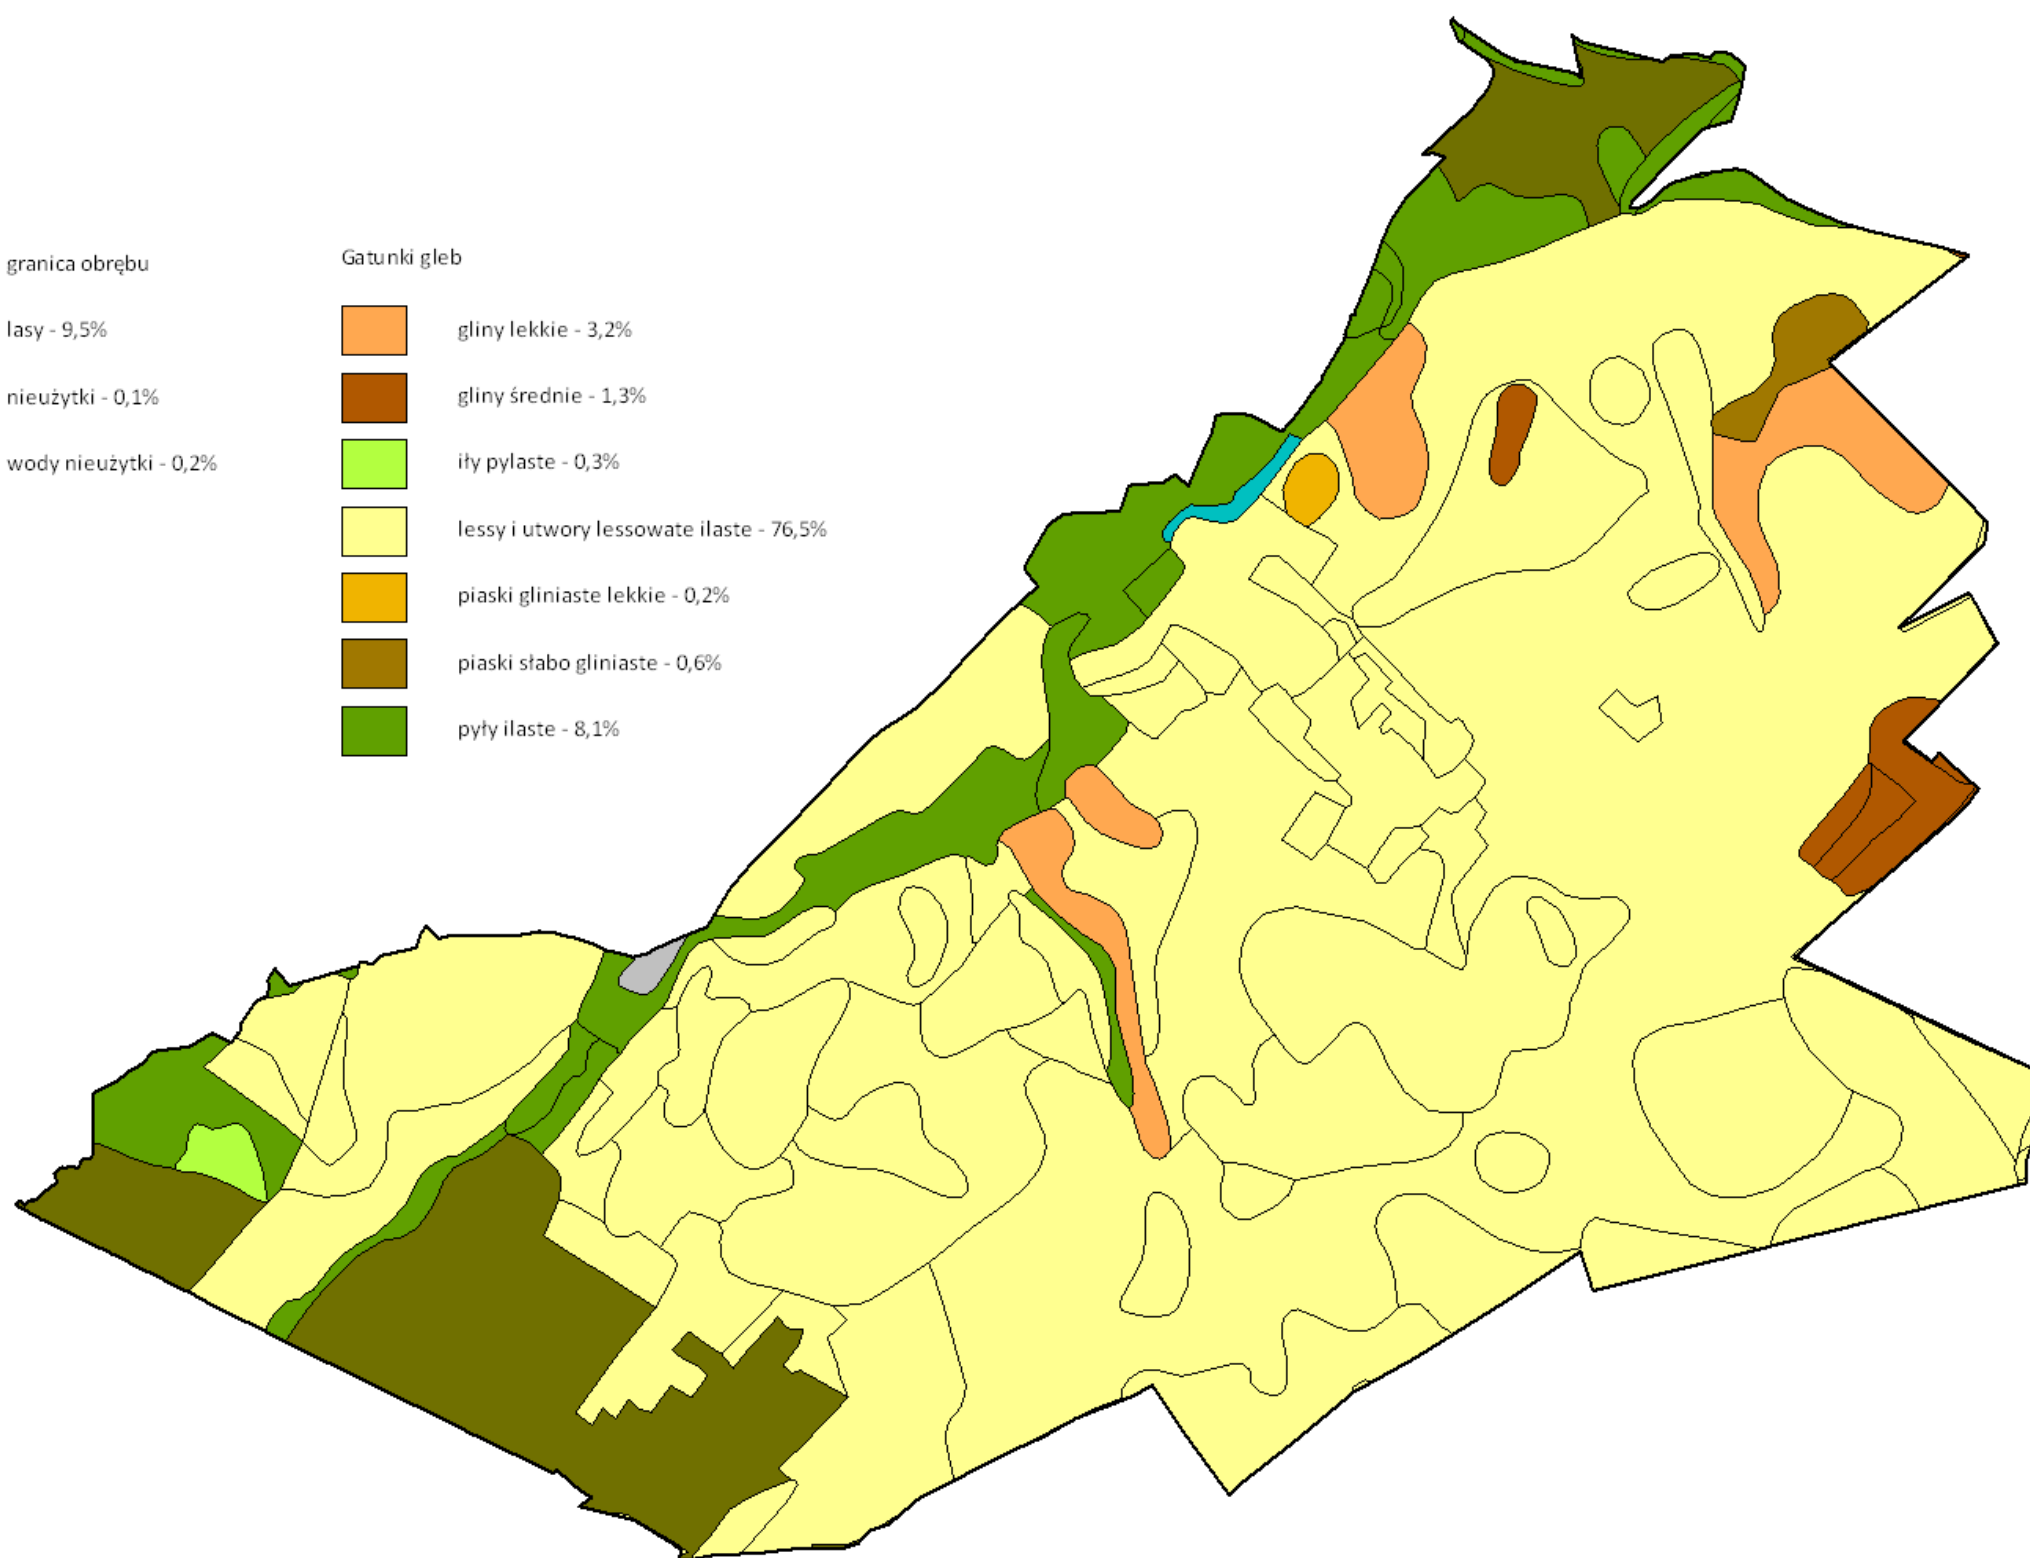 granica obrębu
lasy - 9,5%
nieużytki - 0,1%
wody nieużytki - 0,2%
Gatunki gleb
gliny lekkie - 3,2%
gliny średnie - 1,3%
iły pylaste - 0,3%
lessy i utwory lessowate ilaste - 76,5%
piaski gliniaste lekkie - 0,2%
piaski słabo gliniaste - 0,6%
pyły ilaste - 8,1%